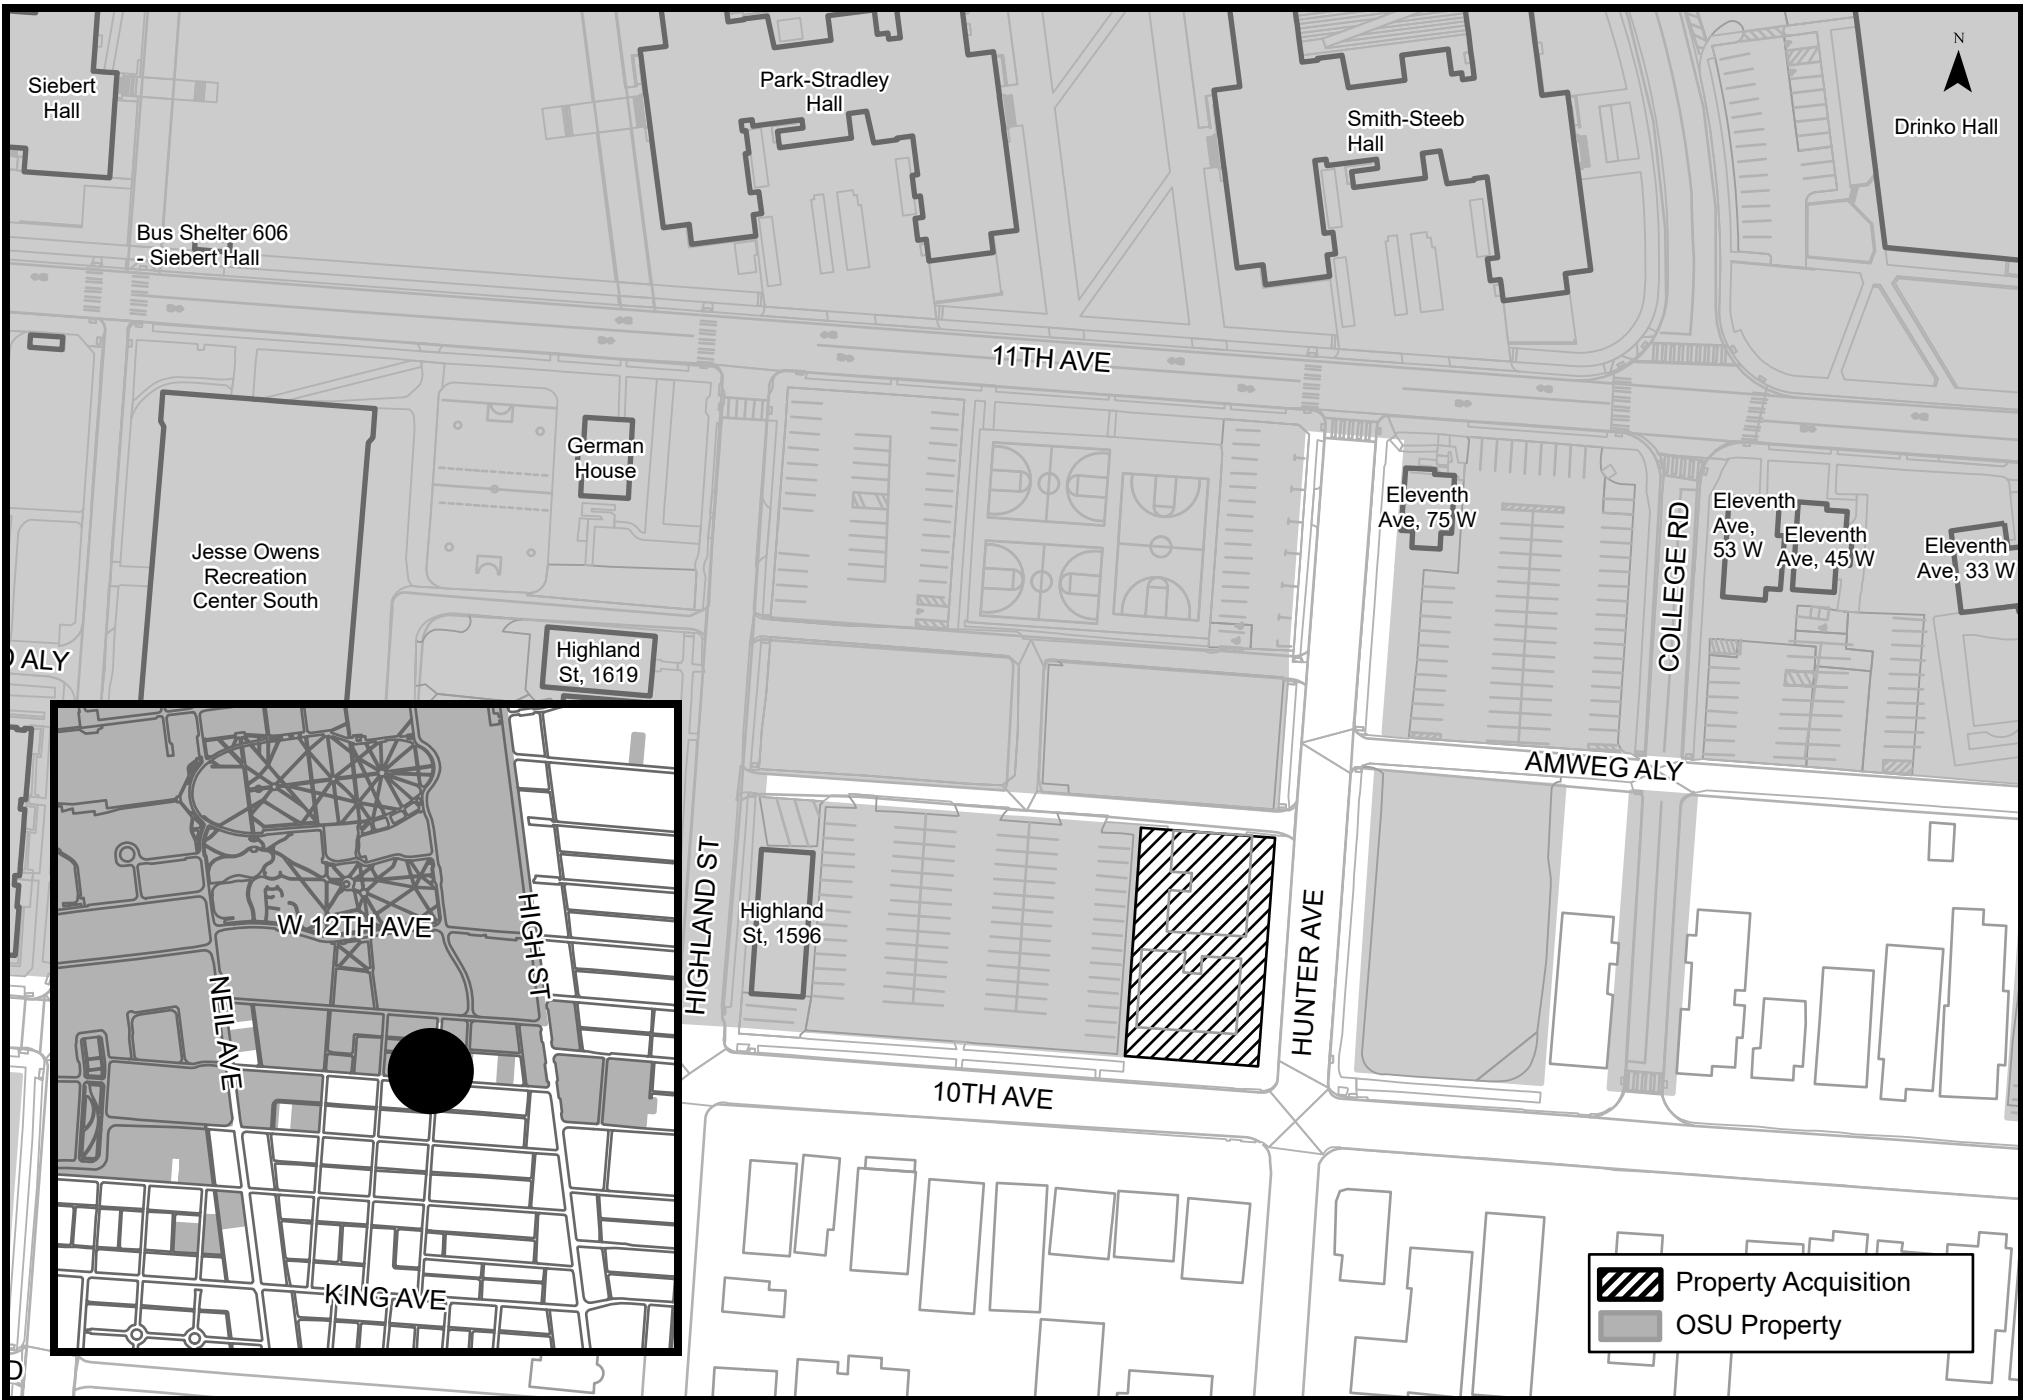 N
Siebert
Hall
Park-Stradley
Hall
Smith-Steeb
Hall
Drinko Hall
Bus Shelter 606
- Siebert Hall
11TH AVE
German
House
Eleventh
Ave, 75 W
COLLEGE RD
Eleventh
Ave,
53 W
Eleventh
Ave, 45 W
Eleventh
Ave, 33 W
Jesse Owens
Recreation
Center South
Highland
St, 1619
ALY
AMWEG ALY
HIGHLAND ST
Highland
St, 1596
HUNTER AVE
10TH AVE
W 12TH AVE
HIGH ST
NEIL AVE
KING AVE
Property Acquisition
OSU Property